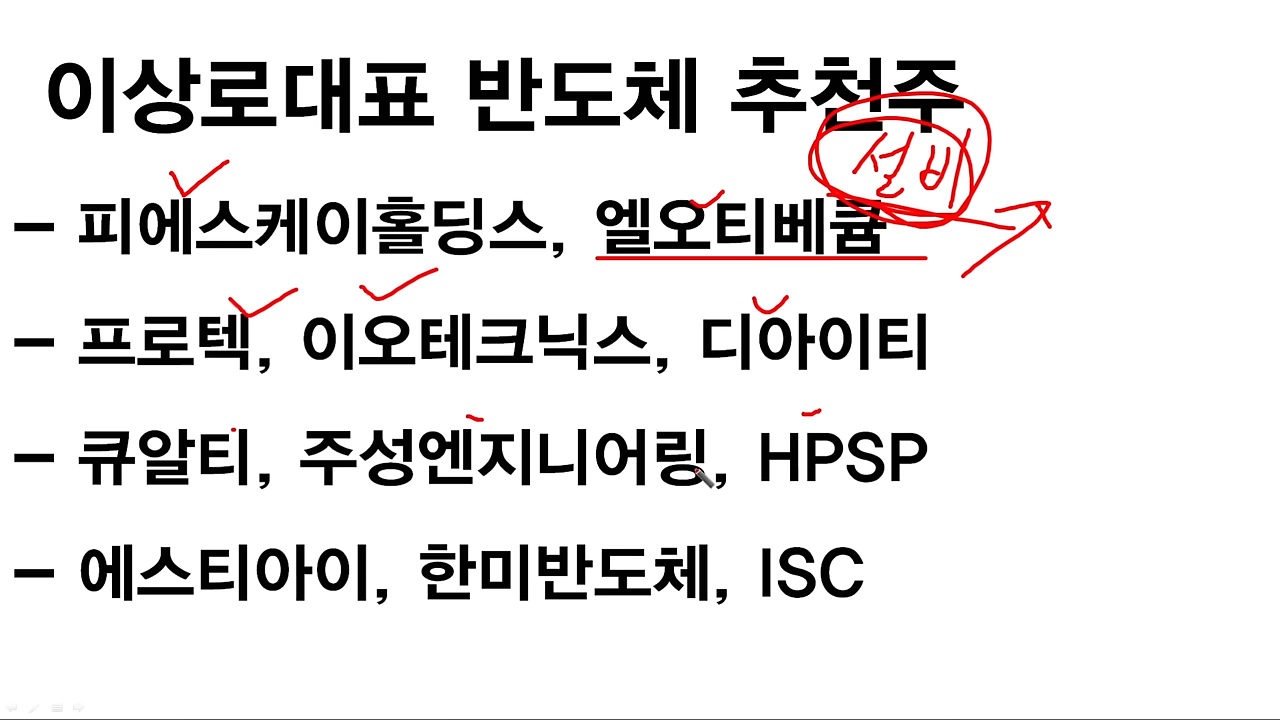 이상로대표 반도체 추천주
설비
- 피에스케이홀딩스, 엘오티베큠
- 프로텍, 이오테크닉스, 디아이티
- 큐알티, 주성엔지니어링, HPSP
- 에스티아이, 한미반도체, ISC